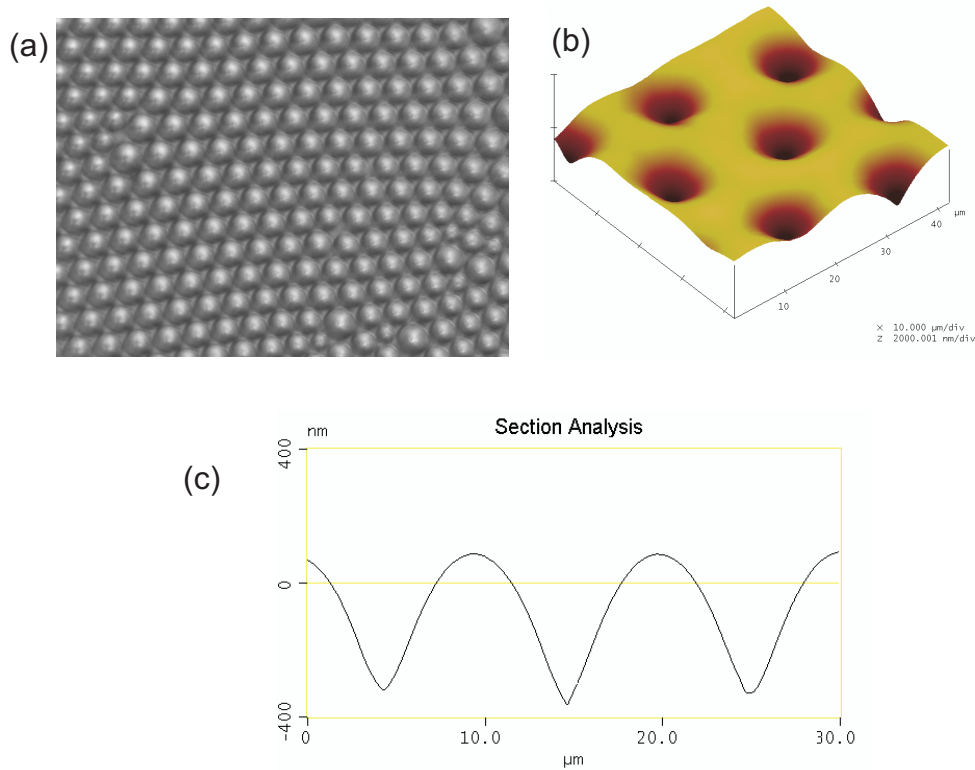 (a)
(b)
µm
40
30
20
10
X 10.000 µm/div
Z 2000.001 nm/div
(c)
Section Analysis
nm
400
0
-400
0 10.0 20.0 30.0
µm